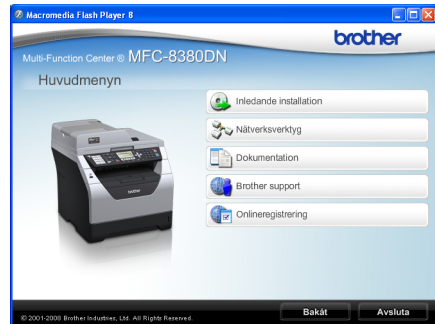 Macromedia Flash Player 8
brother
Multi-Function Center ® MFC-8380DN
Huvudmenyn
Inledande installation
Nätverksverktyg
Dokumentation
Brother support
Onlineregistrering
© 2001-2008 Brother Industries, Ltd. All Rights Reserved.
Bakåt
Avsluta